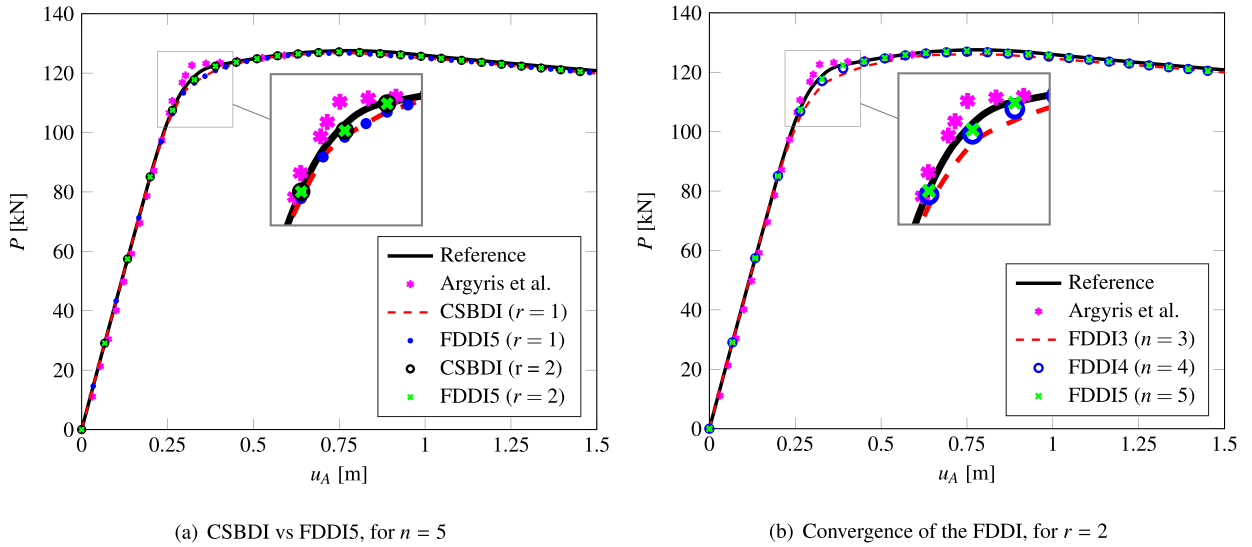 140
120
100
80
60
40
20
0
P [kN]
0
0.25
0.5
0.75
1
1.25
1.5
u_A [m]
Reference
Argyris et al.
CSBDI (r = 1)
FDDI5 (r = 1)
CSBDI (r = 2)
FDDI5 (r = 2)
(a) CSBDI vs FDDI5, for n = 5
140
120
100
80
60
40
20
0
P [kN]
0
0.25
0.5
0.75
1
1.25
1.5
u_A [m]
Reference
Argyris et al.
FDDI3 (n = 3)
FDDI4 (n = 4)
FDDI5 (n = 5)
(b) Convergence of the FDDI, for r = 2